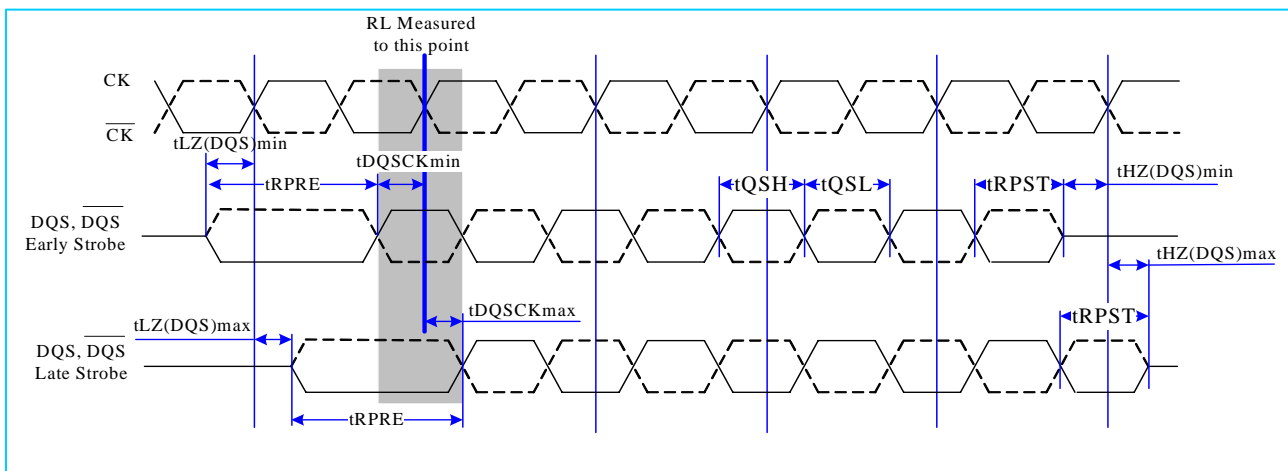 RL Measured
to this point
CK
CK
tLZ(DQS)min
tDQSCKmin
tRPRE
tQSH
tQSL
tRPST
tHZ(DQS)min
DQS, DQS
Early Strobe
tHZ(DQS)max
tDQSCKmax
tLZ(DQS)max
tRPST
DQS, DQS
Late Strobe
tRPRE